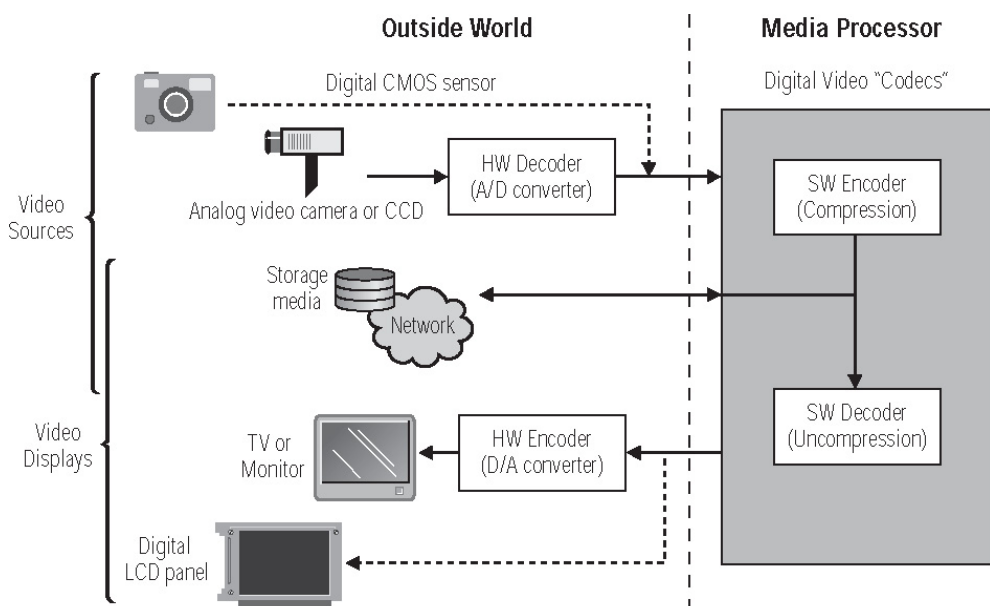 Outside World
Media Processor
Digital CMOS sensor
Digital Video "Codecs"
HW Decoder
(A/D converter)
SW Encoder
(Compression)
Analog video camera or CCD
Video
Sources
Storage
media
Network
Video
Displays
TV or
Monitor
HW Encoder
(D/A converter)
SW Decoder
(Uncompression)
Digital
LCD panel